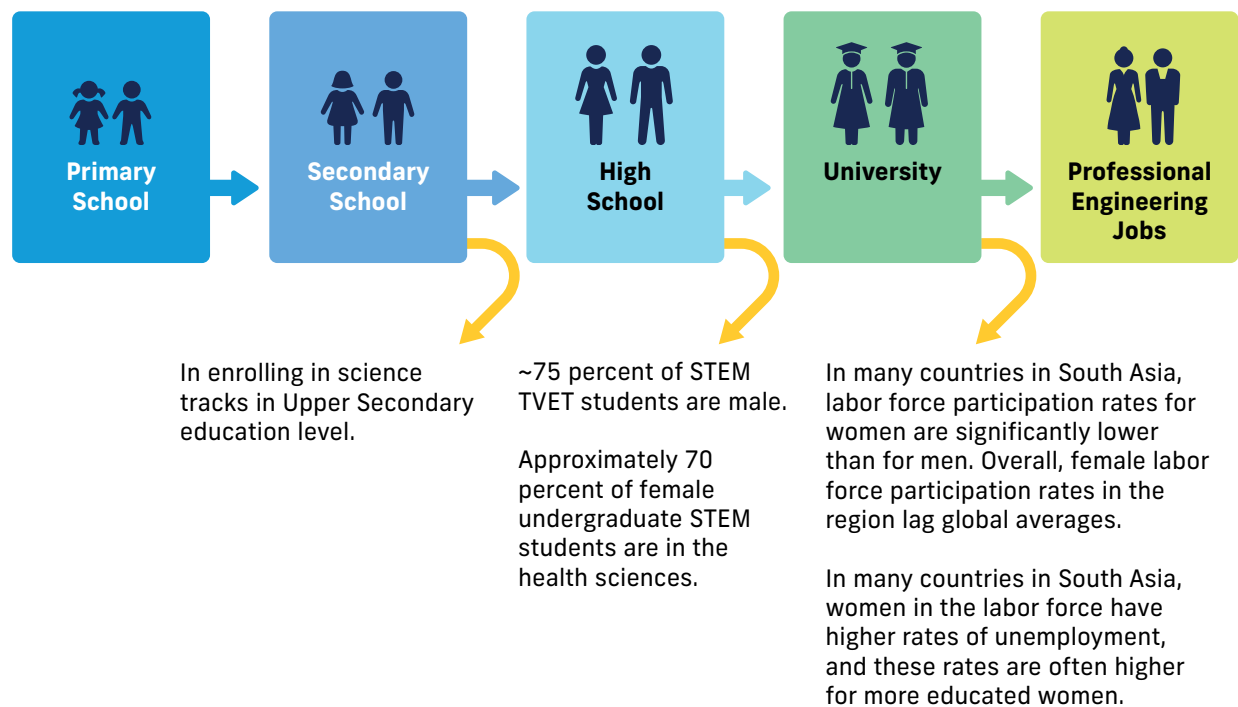 Primary
School
Secondary
School
High
School
University
Professional
Engineering
Jobs
In enrolling in science
tracks in Upper Secondary
education level.
~75 percent of STEM
TVET students are male.
Approximately 70
percent of female
undergraduate STEM
students are in the
health sciences.
In many countries in South Asia,
labor force participation rates for
women are significantly lower
than for men. Overall, female labor
force participation rates in the
region lag global averages.
In many countries in South Asia,
women in the labor force have
higher rates of unemployment,
and these rates are often higher
for more educated women.